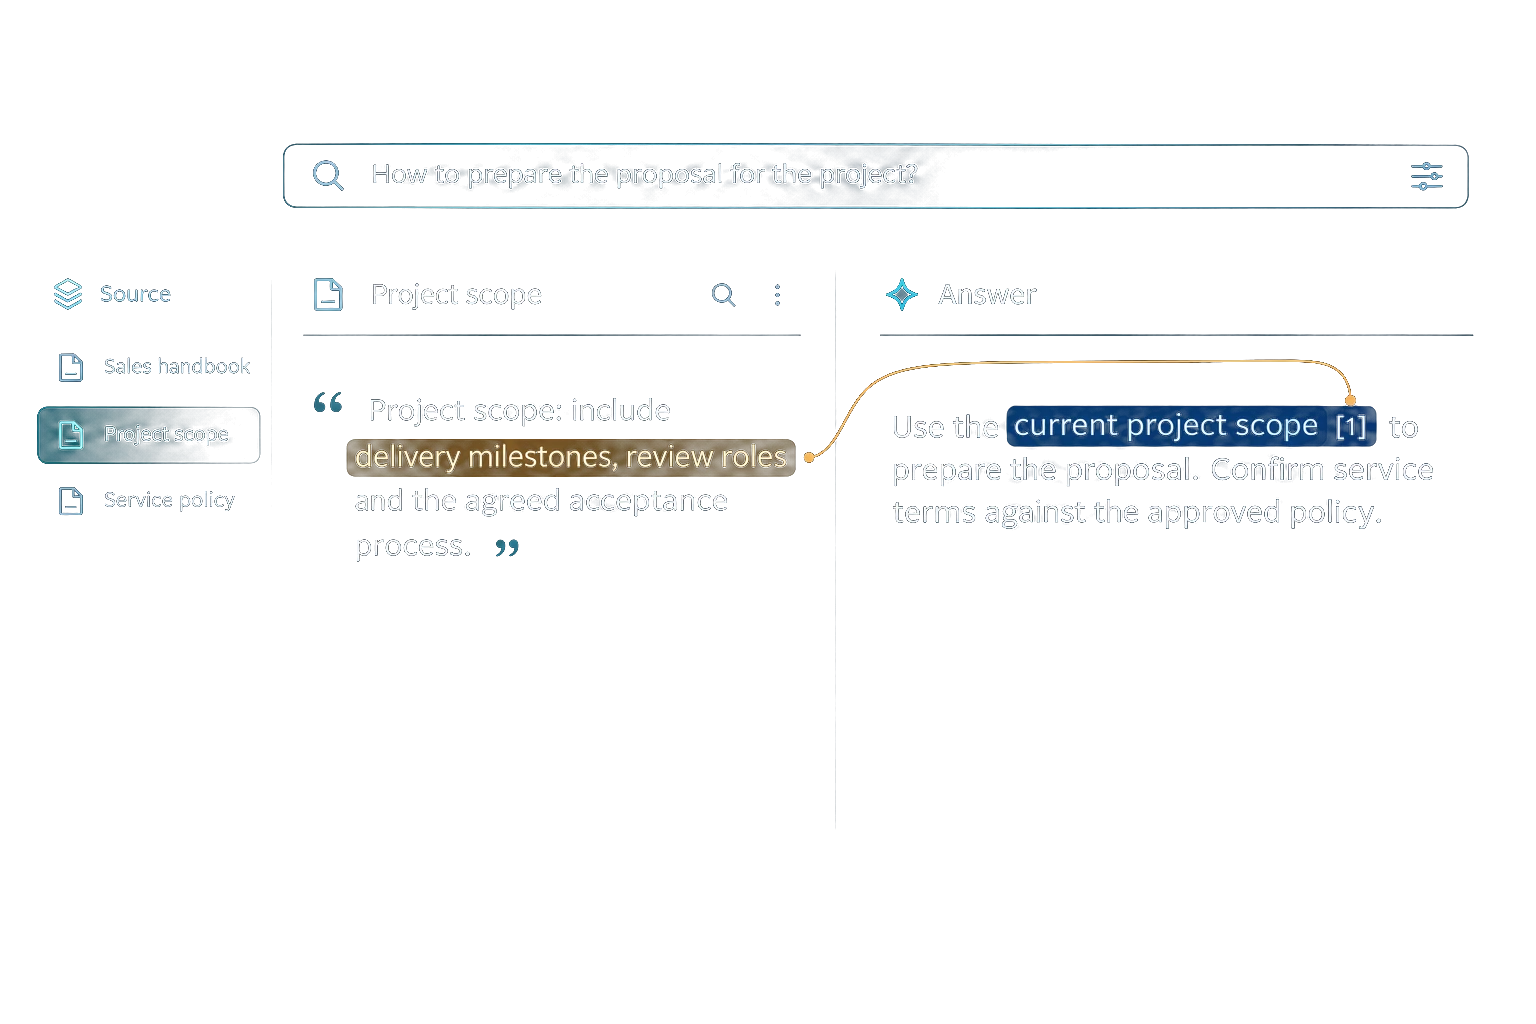 How to prepare the proposal for the project?
Source
Sales handbook
Project scope
Service policy
Project scope
“ Project scope: include
delivery milestones, review roles
and the agreed acceptance
process. ”
Answer
Use the current project scope [1] to
prepare the proposal. Confirm service
terms against the approved policy.